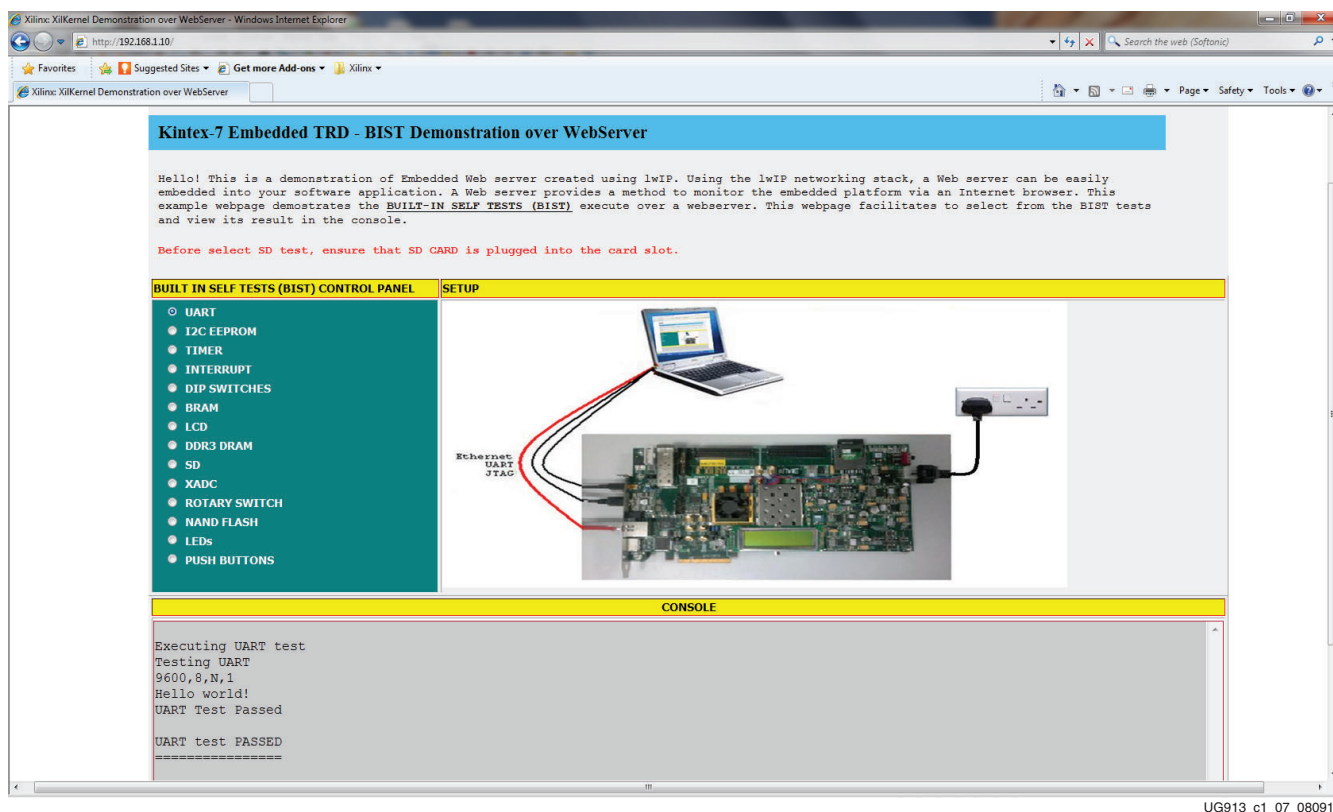 Xilinx: XilKernel Demonstration over WebServer - Windows Internet Explorer
http://192.168.1.10/
Search the web (Softonic)
Favorites Suggested Sites Get more Add-ons Xilinx
Xilinx: XilKernel Demonstration over WebServer
Page Safety Tools
Kintex-7 Embedded TRD - BIST Demonstration over WebServer
Hello! This is a demonstration of Embedded Web server created using lwIP. Using the lwIP networking stack, a Web server can be easily
embedded into your software application. A Web server provides a method to monitor the embedded platform via an Internet browser. This
example webpage demostrates the BUILT-IN SELF TESTS (BIST) execute over a webserver. This webpage facilitates to select from the BIST tests
and view its result in the console.
Before select SD test, ensure that SD CARD is plugged into the card slot.
BUILT IN SELF TESTS (BIST) CONTROL PANEL
SETUP
UART
I2C EEPROM
TIMER
INTERRUPT
DIP SWITCHES
BRAM
LCD
DDR3 DRAM
SD
XADC
ROTARY SWITCH
NAND FLASH
LEDs
PUSH BUTTONS
Ethernet
UART
JTAG
CONSOLE
Executing UART test
Testing UART
9600,8,N,1
Hello world!
UART Test Passed
UART test PASSED
================
UG913_c1_07_08091